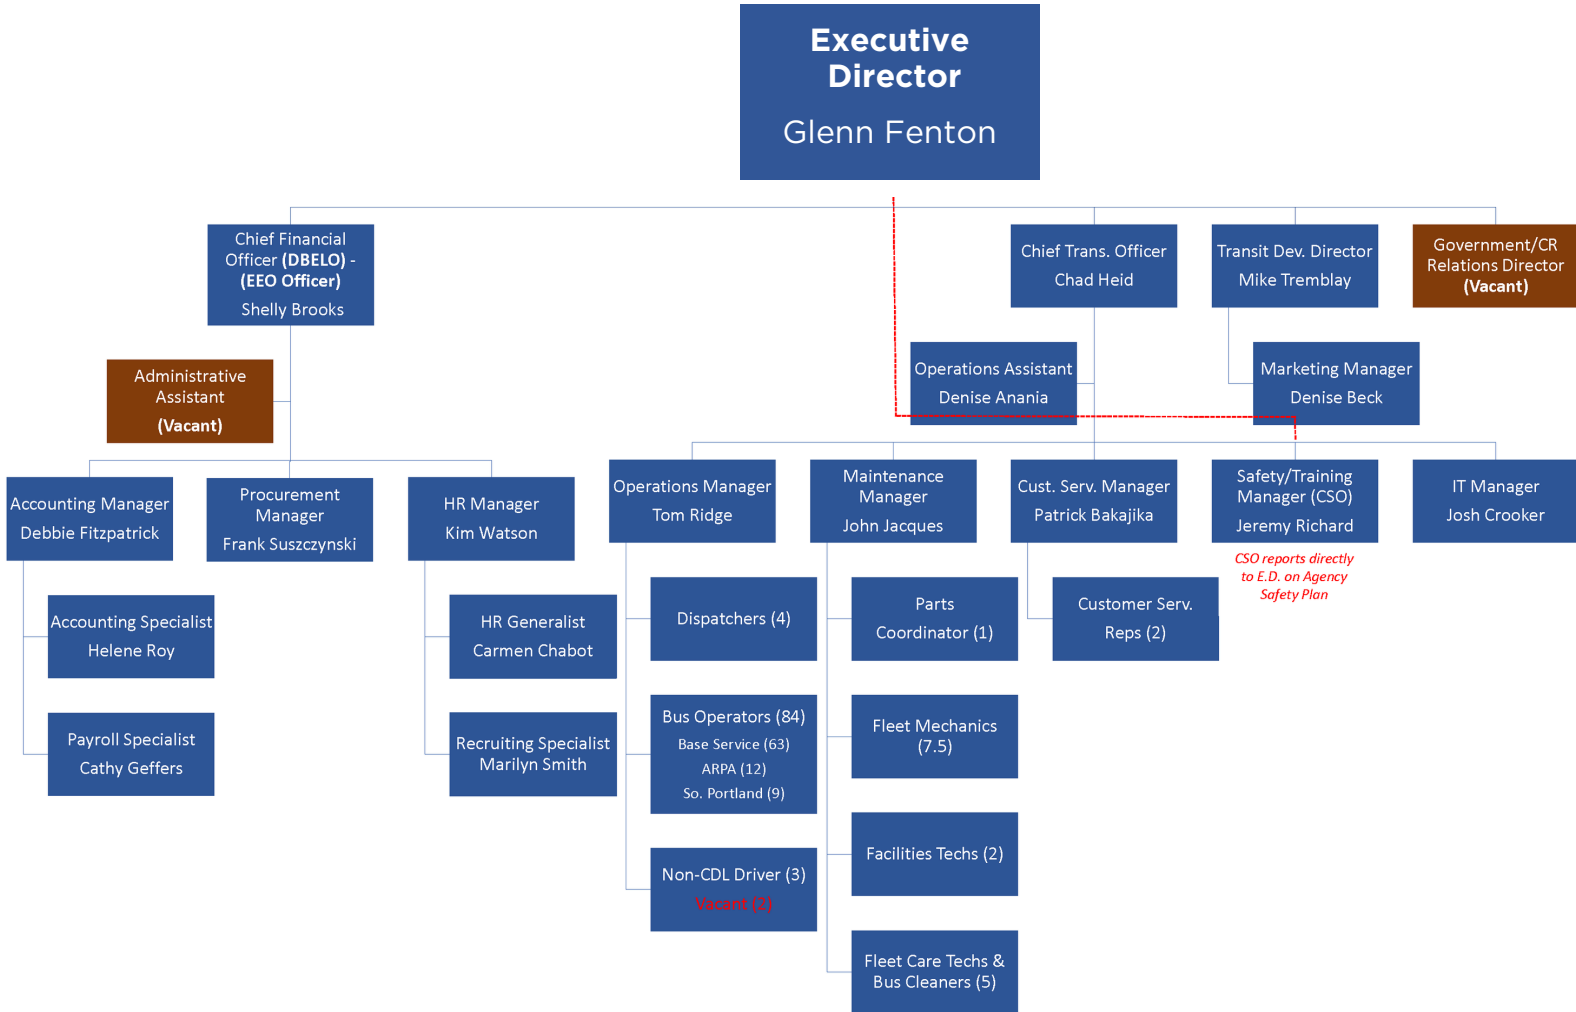 Executive
Director
Glenn Fenton
Chief Financial
Officer (DBELO) -
(EEO Officer)
Shelly Brooks
Chief Trans. Officer
Chad Heid
Transit Dev. Director
Mike Tremblay
Government/CR
Relations Director
(Vacant)
Administrative
Assistant
(Vacant)
Operations Assistant
Denise Anania
Marketing Manager
Denise Beck
Accounting Manager
Debbie Fitzpatrick
Procurement
Manager
Frank Suszczynski
HR Manager
Kim Watson
Operations Manager
Tom Ridge
Maintenance
Manager
John Jacques
Cust. Serv. Manager
Patrick Bakajika
Safety/Training
Manager (CSO)
Jeremy Richard
CSO reports directly
to E.D. on Agency
Safety Plan
IT Manager
Josh Crooker
Accounting Specialist
Helene Roy
Payroll Specialist
Cathy Geffers
HR Generalist
Carmen Chabot
Recruiting Specialist
Marilyn Smith
Dispatchers (4)
Bus Operators (84)
Base Service (63)
ARPA (12)
So. Portland (9)
Non-CDL Driver (3)
Vacant (2)
Parts
Coordinator (1)
Fleet Mechanics
(7.5)
Facilities Techs (2)
Fleet Care Techs &
Bus Cleaners (5)
Customer Serv.
Reps (2)